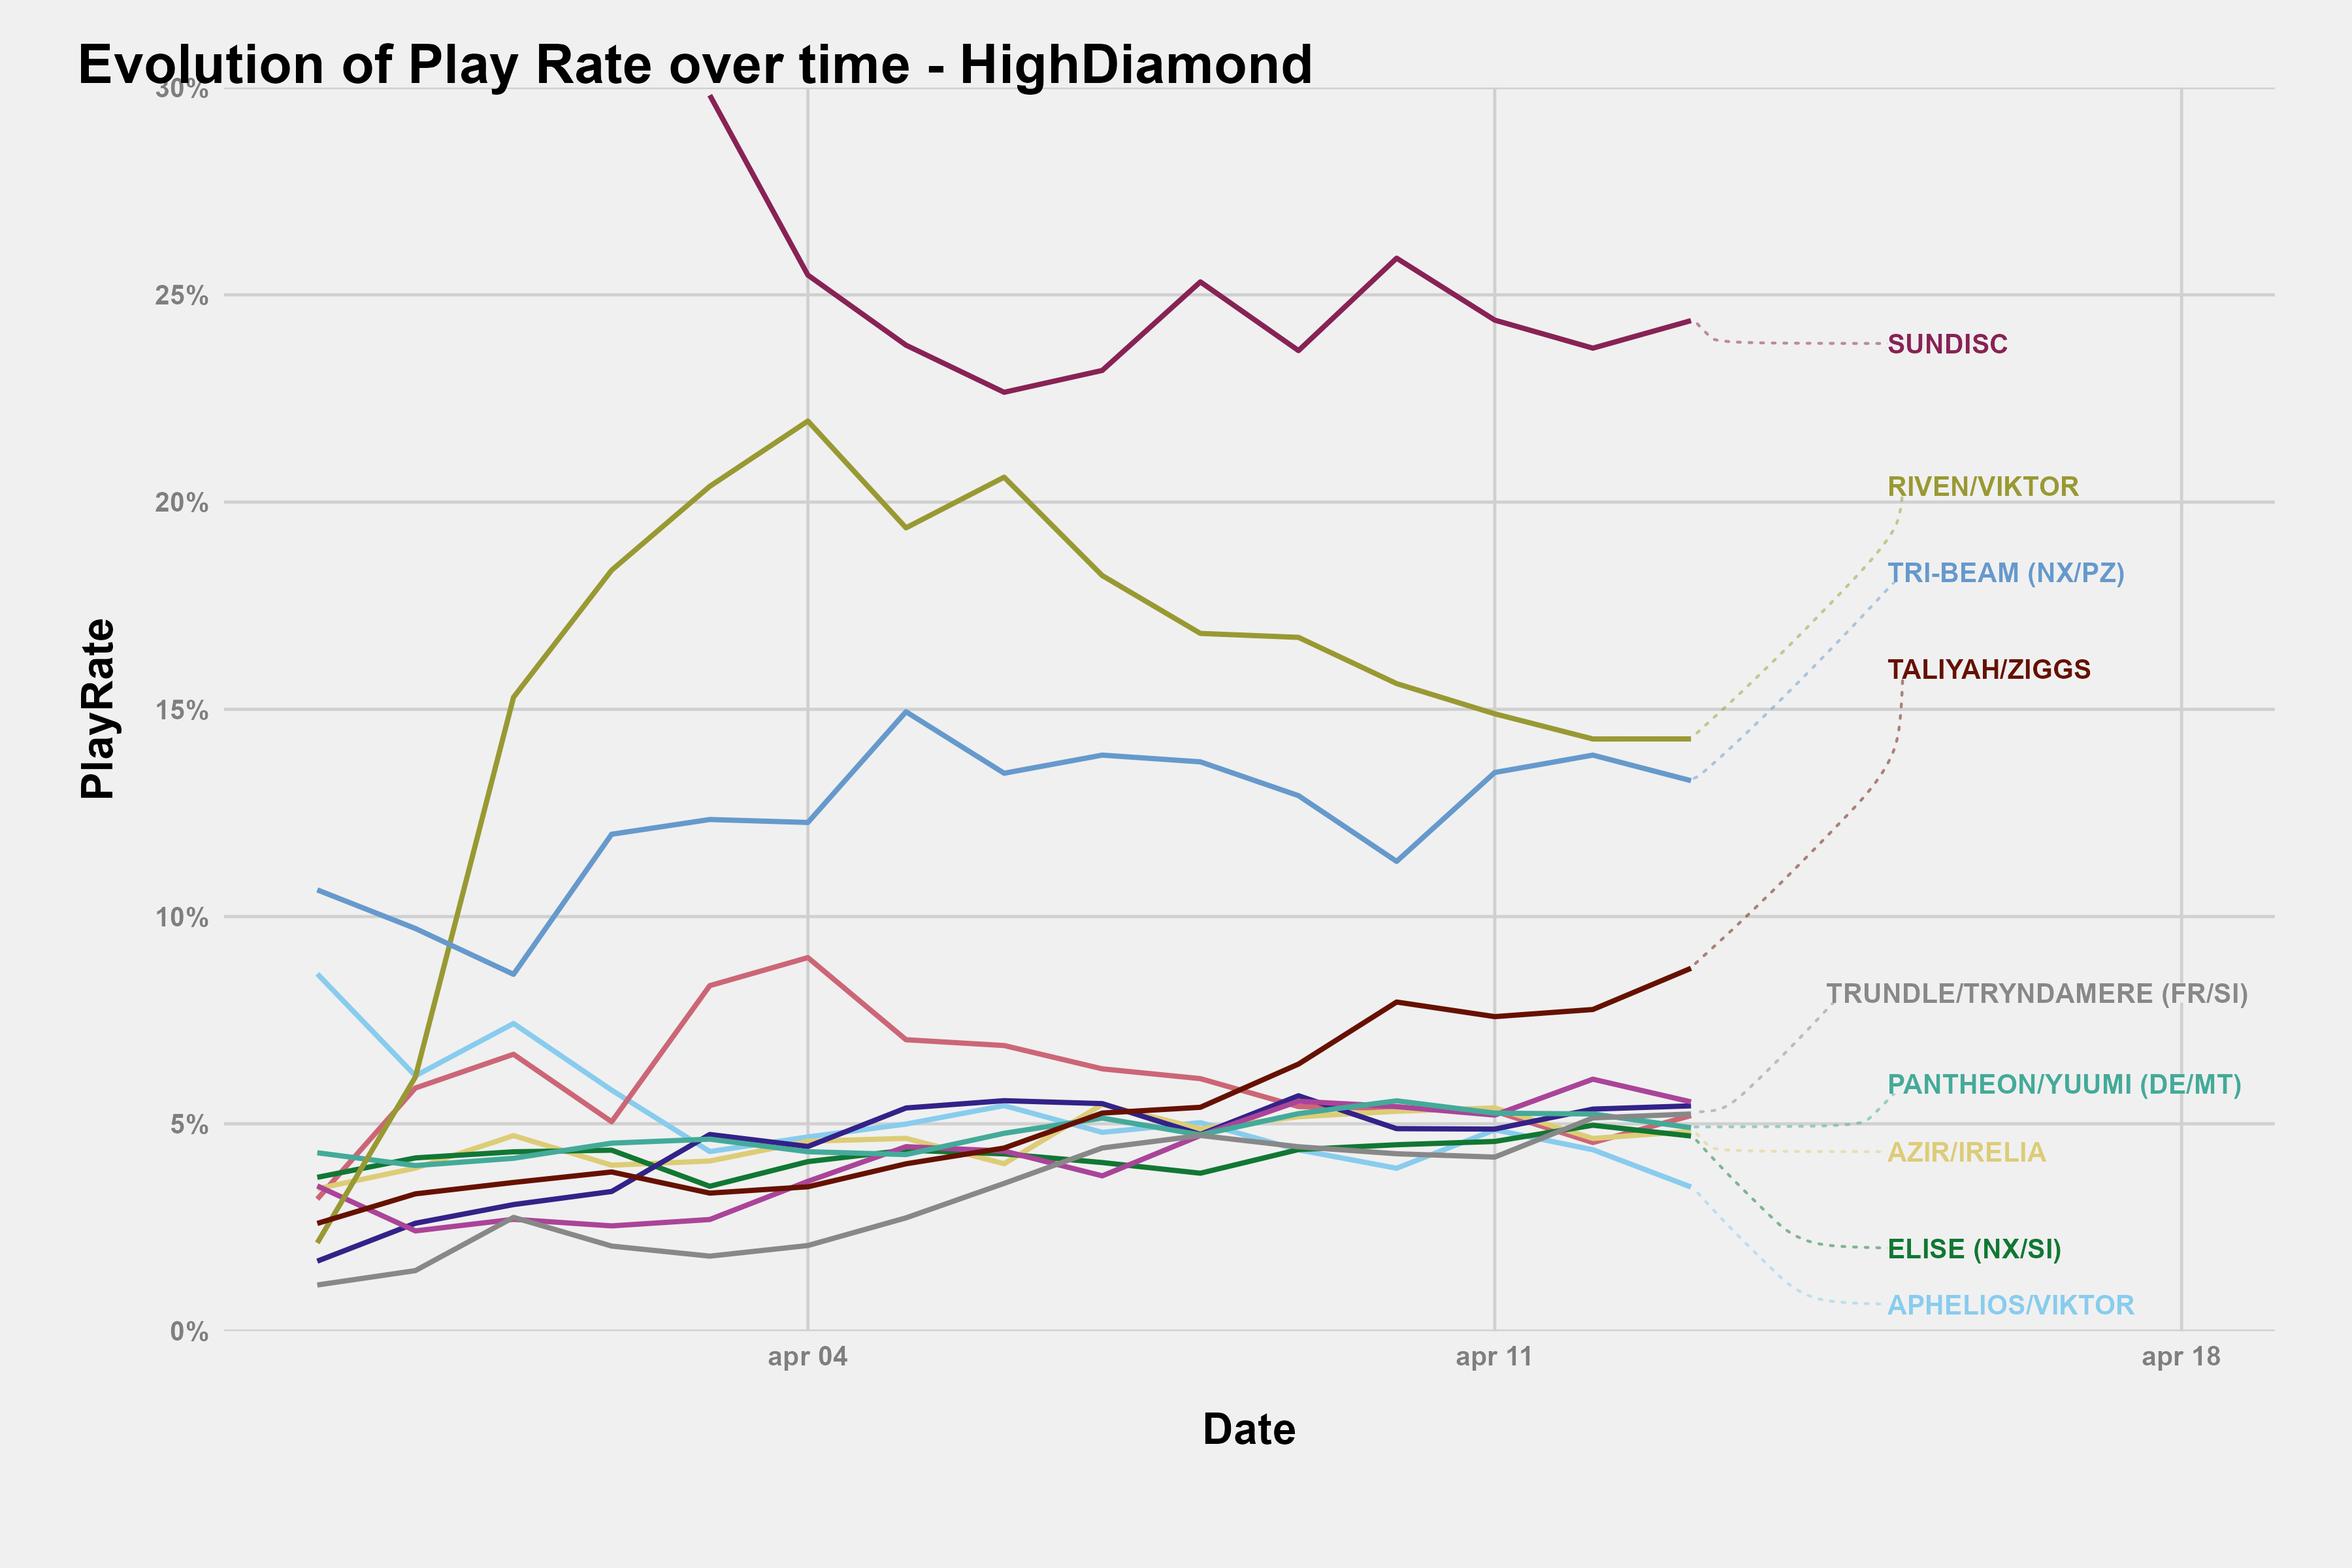 Evolution of Play Rate over time - HighDiamond
30%
25%
20%
15%
10%
5%
0%
PlayRate
SUNDISC
RIVEN/VIKTOR
TRI-BEAM (NX/PZ)
TALIYAH/ZIGGS
TRUNDLE/TRYNDAMERE (FR/SI)
PANTHEON/YUUMI (DE/MT)
AZIR/IRELIA
ELISE (NX/SI)
APHELIOS/VIKTOR
apr 04
apr 11
apr 18
Date